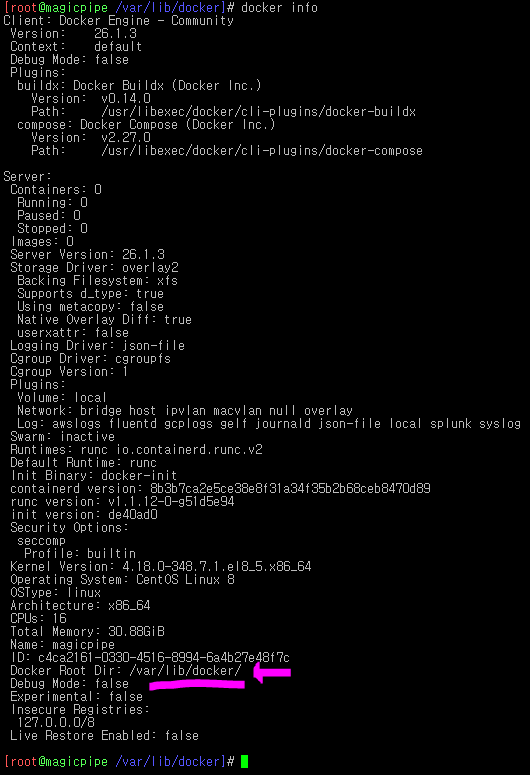 [root@magicpipe /var/lib/docker]# docker info
Client: Docker Engine - Community
 Version:    26.1.3
 Context:    default
 Debug Mode: false
 Plugins:
  buildx: Docker Buildx (Docker Inc.)
    Version:  v0.14.0
    Path:     /usr/libexec/docker/cli-plugins/docker-buildx
  compose: Docker Compose (Docker Inc.)
    Version:  v2.27.0
    Path:     /usr/libexec/docker/cli-plugins/docker-compose

Server:
 Containers: 0
  Running: 0
  Paused: 0
  Stopped: 0
 Images: 0
 Server Version: 26.1.3
 Storage Driver: overlay2
  Backing Filesystem: xfs
  Supports d_type: true
  Using metacopy: false
  Native Overlay Diff: true
  userxattr: false
 Logging Driver: json-file
 Cgroup Driver: cgroupfs
 Cgroup Version: 1
 Plugins:
  Volume: local
  Network: bridge host ipvlan macvlan null overlay
  Log: awslogs fluentd gcplogs gelf journald json-file local splunk syslog
 Swarm: inactive
 Runtimes: runc io.containerd.runc.v2
 Default Runtime: runc
 Init Binary: docker-init
 containerd version: 8b3b7ca2e5ce38e8f31a34f35b2b68ceb8470d89
 runc version: v1.1.12-0-g51d5e94
 init version: de40ad0
 Security Options:
  seccomp
   Profile: builtin
 Kernel Version: 4.18.0-348.7.1.el8_5.x86_64
 Operating System: CentOS Linux 8
 OSType: linux
 Architecture: x86_64
 CPUs: 16
 Total Memory: 30.88GiB
 Name: magicpipe
 ID: c4ca2161-0330-4516-8994-6a4b27e48f7c
 Docker Root Dir: /var/lib/docker/
 Debug Mode: false
 Experimental: false
 Insecure Registries:
  127.0.0.0/8
 Live Restore Enabled: false

[root@magicpipe /var/lib/docker]#